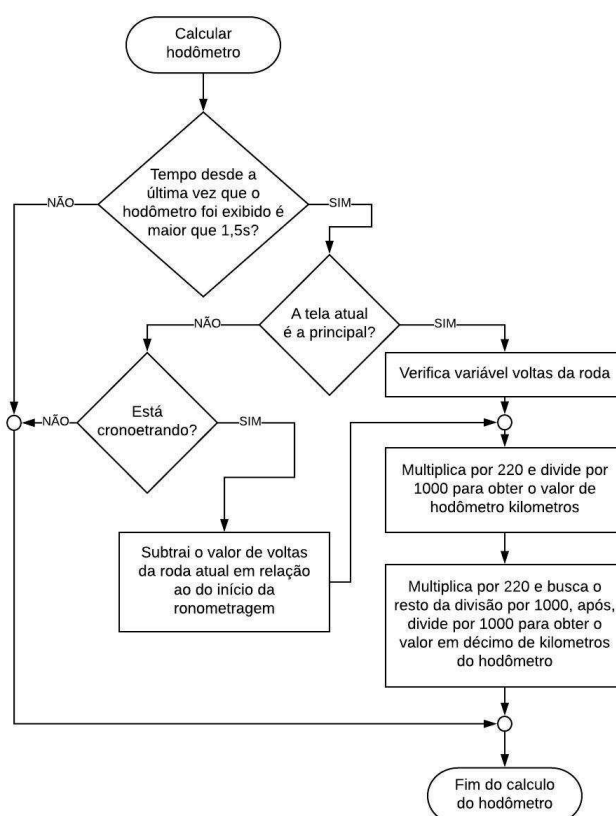 Calcular
hodômetro
Tempo desde a
última vez que o
hodômetro foi exibido é
maior que 1,5s?
NÃO
SIM
A tela atual
é a principal?
NÃO
SIM
Verifica variável voltas da roda
Está
cronoetrando?
NÃO
SIM
Multiplica por 220 e divide por
1000 para obter o valor de
hodômetro kilometros
Subtrai o valor de voltas
da roda atual em relação
ao do início da
ronometragem
Multiplica por 220 e busca o
resto da divisão por 1000, após,
divide por 1000 para obter o
valor em décimo de kilometros
do hodômetro
Fim do calculo
do hodômetro